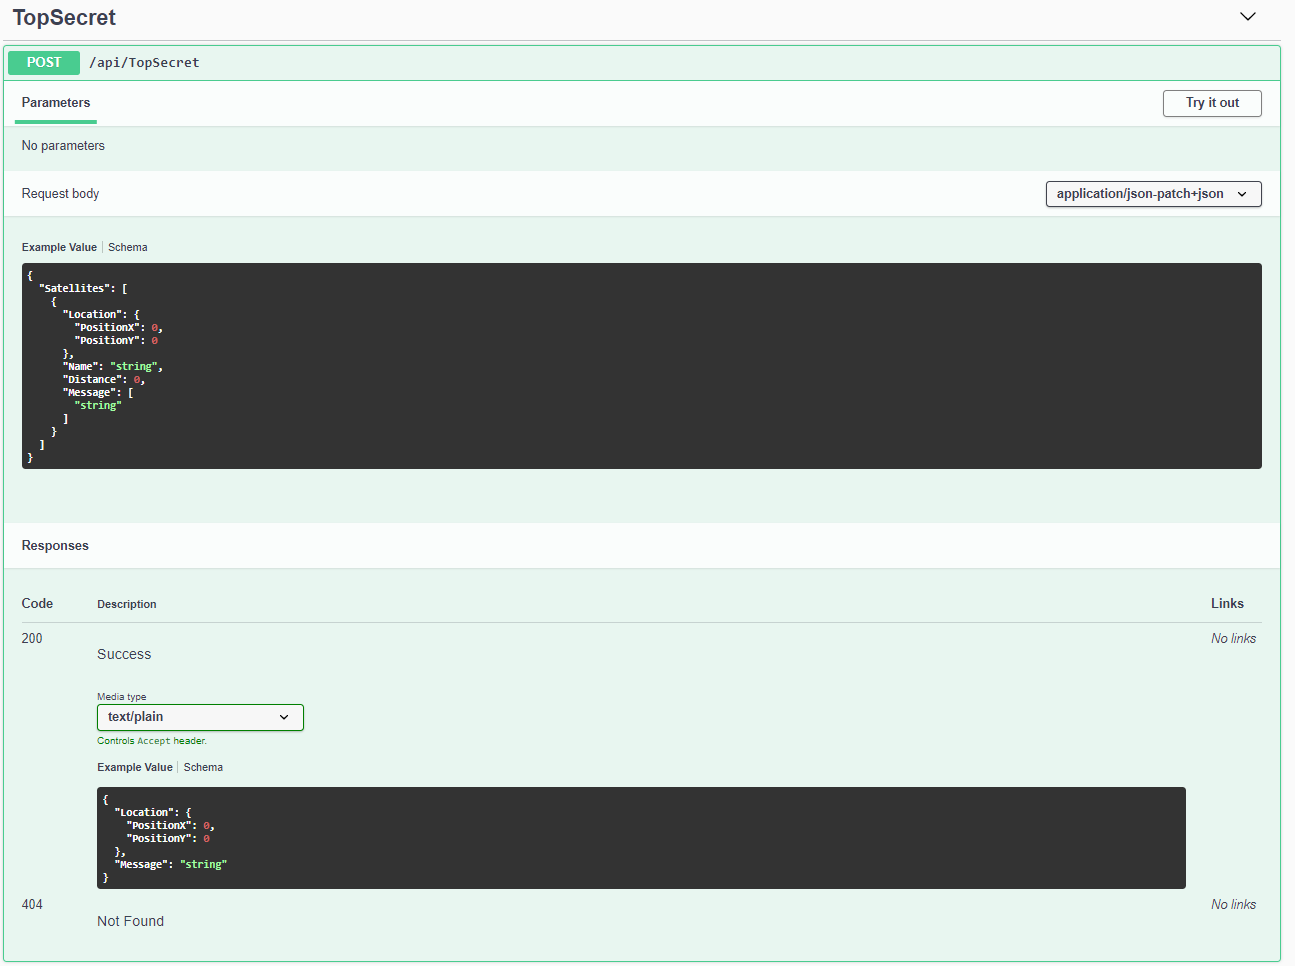 TopSecret
POST /api/TopSecret
Parameters Try it out
No parameters
Request body application/json-patch+json
Example Value Schema
{
  "Satellites": [
    {
      "Location": {
        "PositionX": 0,
        "PositionY": 0
      },
      "Name": "string",
      "Distance": 0,
      "Message": [
        "string"
      ]
    }
  ]
}
Responses
Code Description Links
200 No links
Success
Media type
text/plain
Controls Accept header.
Example Value Schema
{
  "Location": {
    "PositionX": 0,
    "PositionY": 0
  },
  "Message": "string"
}
404 No links
Not Found